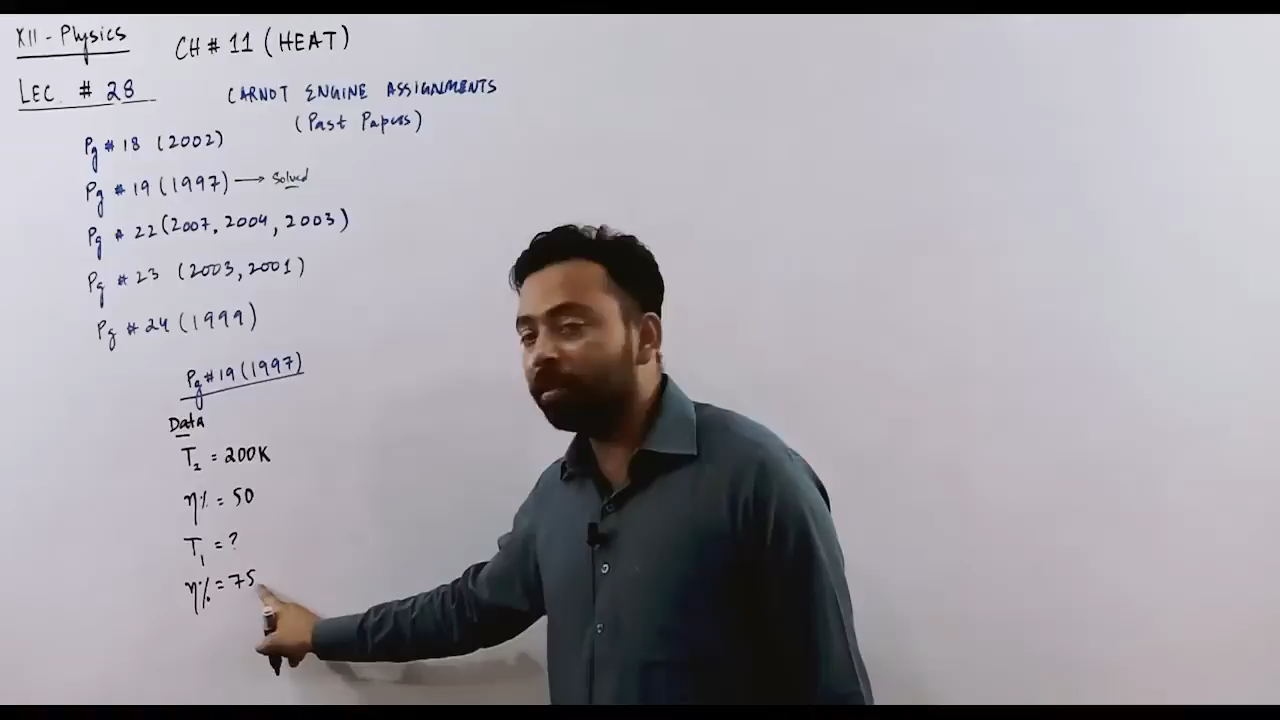 XII - Physics
CH # 11 (HEAT)
LEC. # 28
CARNOT ENGINE ASSIGNMENTS
(Past Papers)
Pg # 18 (2002)
Pg # 19 (1997) → Solved
Pg # 22 (2007, 2004, 2003)
Pg # 23 (2003, 2001)
Pg # 24 (1999)
Pg # 19 (1997)
Data
T₂ = 200K
η% = 50
T₁ = ?
η% = 75